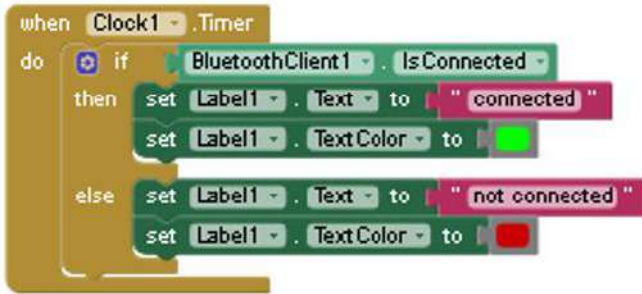 when Clock1 .Timer
do if BluetoothClient1 . IsConnected
then set Label1 . Text to " connected "
set Label1 . TextColor to
else set Label1 . Text to " not connected "
set Label1 . TextColor to